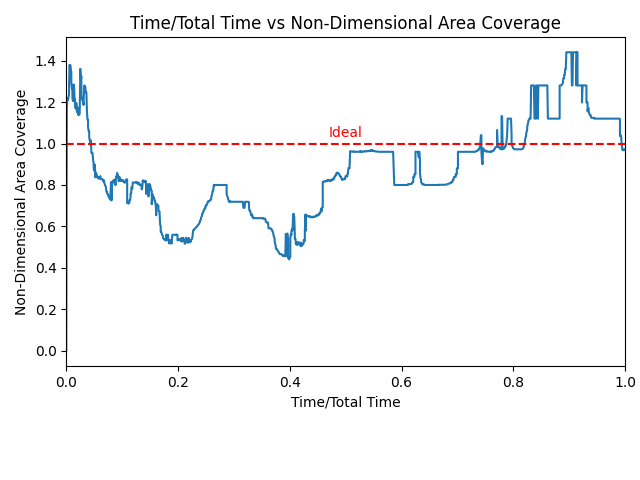 Time/Total Time vs Non-Dimensional Area Coverage
Non-Dimensional Area Coverage
1.4
1.2
1.0
0.8
0.6
0.4
0.2
0.0
Ideal
0.0 0.2 0.4 0.6 0.8 1.0
Time/Total Time